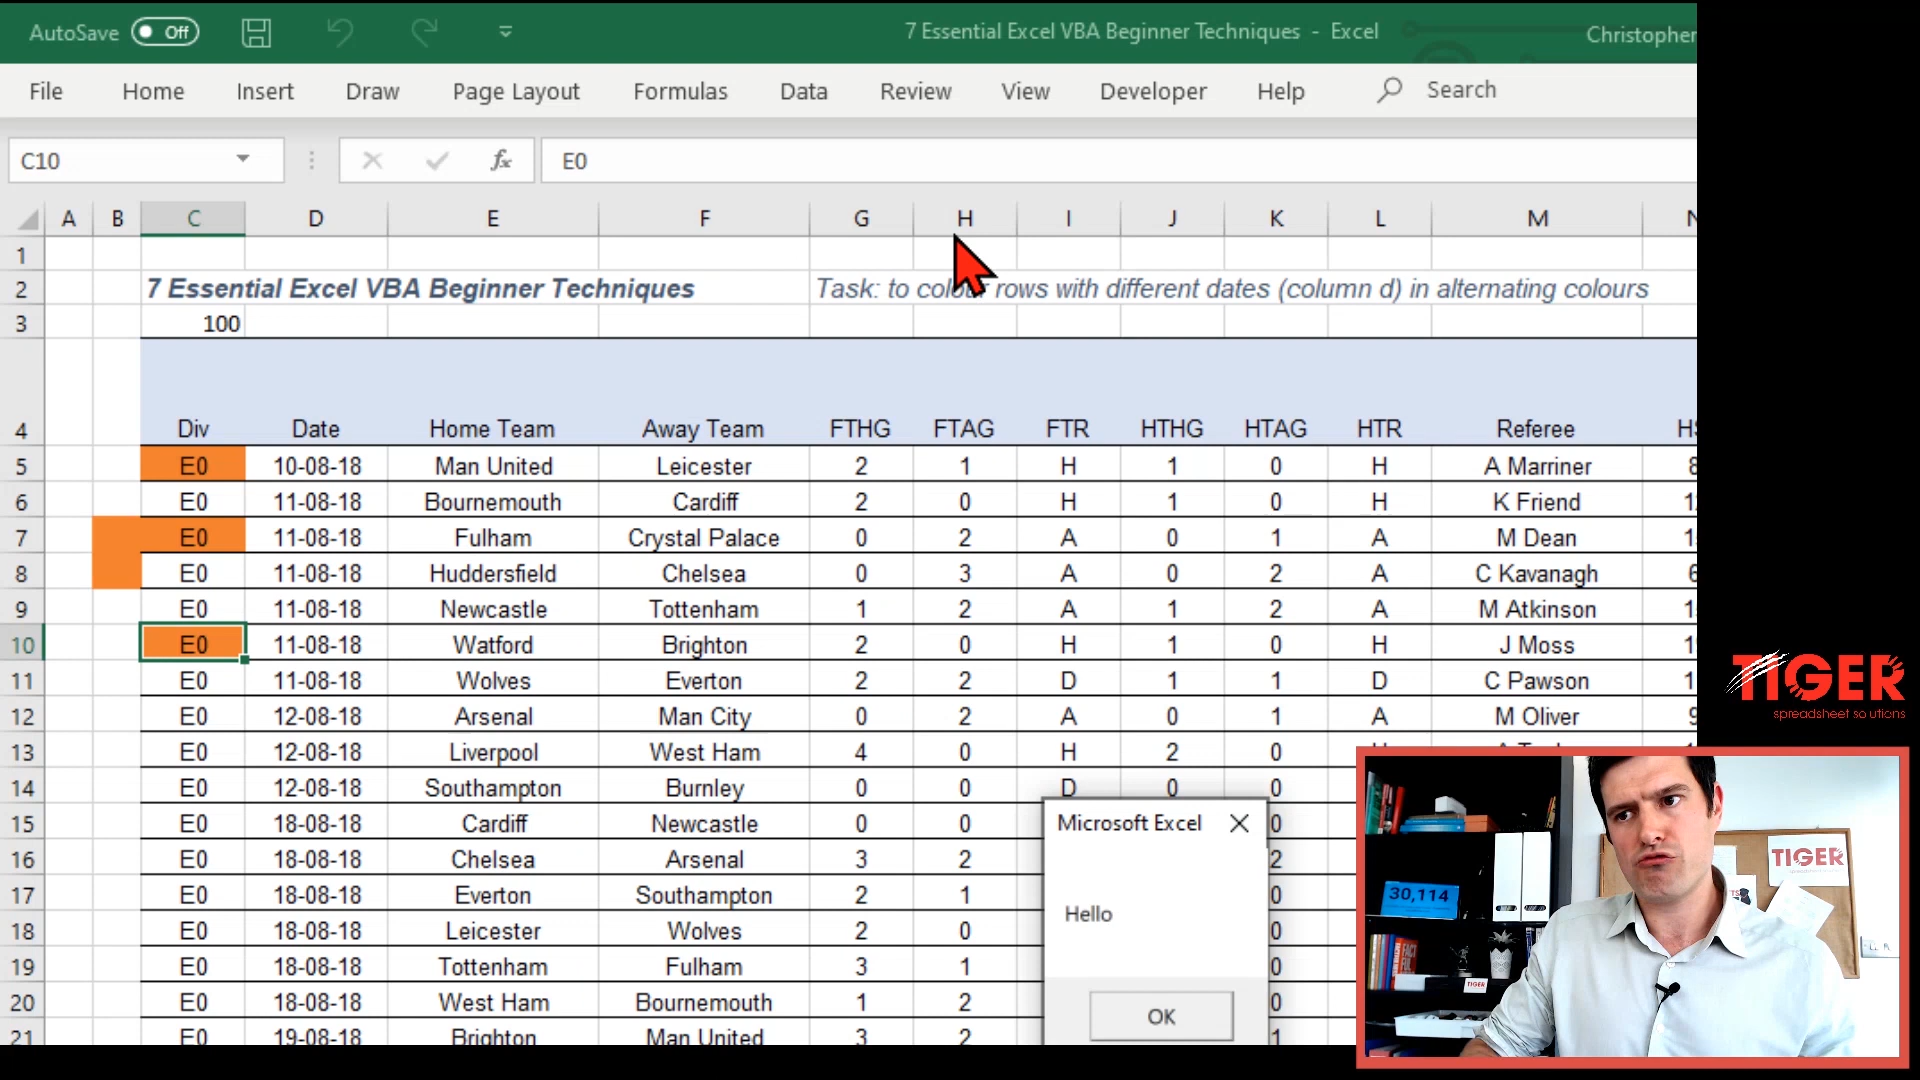 AutoSave Off 7 Essential Excel VBA Beginner Techniques - Excel Christopher
File Home Insert Draw Page Layout Formulas Data Review View Developer Help Search
C10 fx E0
A B C D E F G H I J K L M
1
2 7 Essential Excel VBA Beginner Techniques Task: to colour rows with different dates (column d) in alternating colours
3 100
4 Div Date Home Team Away Team FTHG FTAG FTR HTHG HTAG HTR Referee
5 E0 10-08-18 Man United Leicester 2 1 H 1 0 H A Marriner
6 E0 11-08-18 Bournemouth Cardiff 2 0 H 1 0 H K Friend
7 E0 11-08-18 Fulham Crystal Palace 0 2 A 0 1 A M Dean
8 E0 11-08-18 Huddersfield Chelsea 0 3 A 0 2 A C Kavanagh
9 E0 11-08-18 Newcastle Tottenham 1 2 A 1 2 A M Atkinson
10 E0 11-08-18 Watford Brighton 2 0 H 1 0 H J Moss
11 E0 11-08-18 Wolves Everton 2 2 D 1 1 D C Pawson
12 E0 12-08-18 Arsenal Man City 0 2 A 0 1 A M Oliver
13 E0 12-08-18 Liverpool West Ham 4 0 H 2 0
14 E0 12-08-18 Southampton Burnley 0 0 D 0 0
15 E0 18-08-18 Cardiff Newcastle 0 0 0
16 E0 18-08-18 Chelsea Arsenal 3 2 2
17 E0 18-08-18 Everton Southampton 2 1 0
18 E0 18-08-18 Leicester Wolves 2 0 0
19 E0 18-08-18 Tottenham Fulham 3 1 0
20 E0 18-08-18 West Ham Bournemouth 1 2 0
21 E0 19-08-18 Brighton Man United 3 2 1
Microsoft Excel
Hello
OK
TIGER
spreadsheet solutions
30,114
TIGER
TIGER